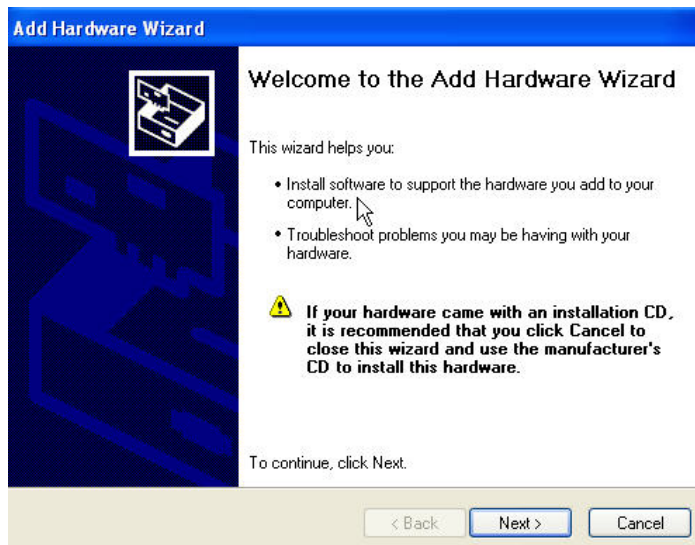 Add Hardware Wizard
Welcome to the Add Hardware Wizard
This wizard helps you:
• Install software to support the hardware you add to your
computer.
• Troubleshoot problems you may be having with your
hardware.
If your hardware came with an installation CD,
it is recommended that you click Cancel to
close this wizard and use the manufacturer's
CD to install this hardware.
To continue, click Next.
< Back
Next >
Cancel